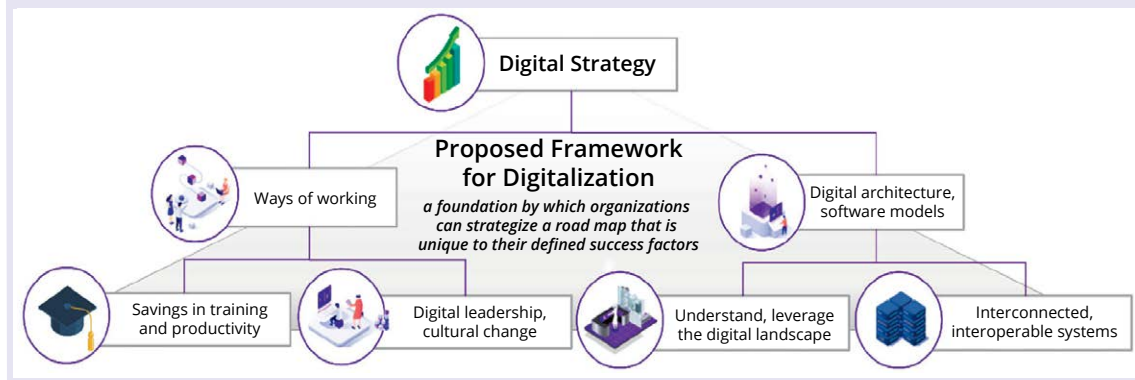 Digital Strategy
Proposed Framework
for Digitalization
a foundation by which organizations
can strategize a road map that is
unique to their defined success factors
Ways of working
Digital architecture,
software models
Savings in training
and productivity
Digital leadership,
cultural change
Understand, leverage
the digital landscape
Interconnected,
interoperable systems